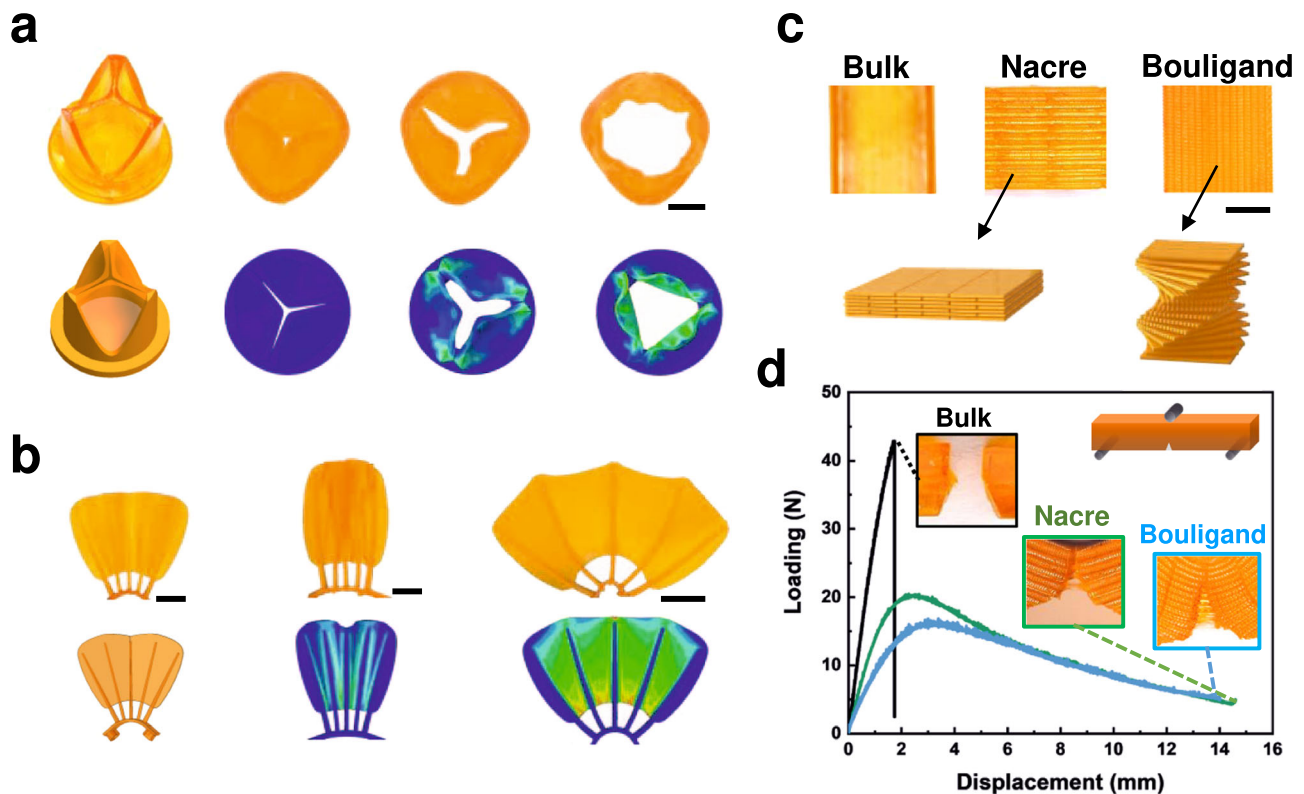 a
c
Bulk
Nacre
Bouligand
b
d
50
40
30
20
10
0
Loading (N)
Bulk
Nacre
Bouligand
0
2
4
6
8
10
12
14
16
Displacement (mm)